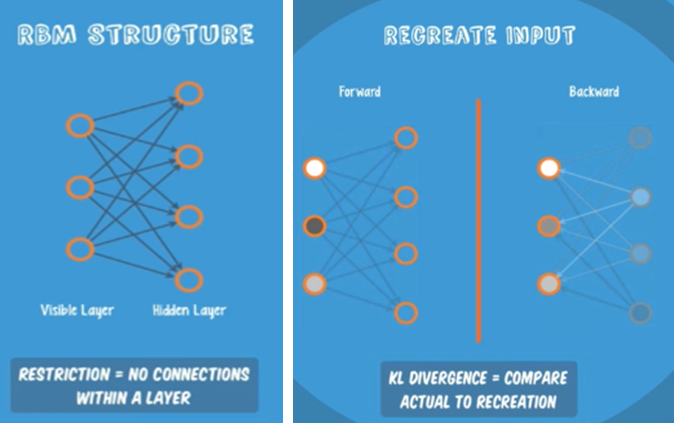 RBM STRUCTURE
Visible Layer
Hidden Layer
RESTRICTION = NO CONNECTIONS
WITHIN A LAYER
RECREATE INPUT
Forward
Backward
KL DIVERGENCE = COMPARE
ACTUAL TO RECREATION